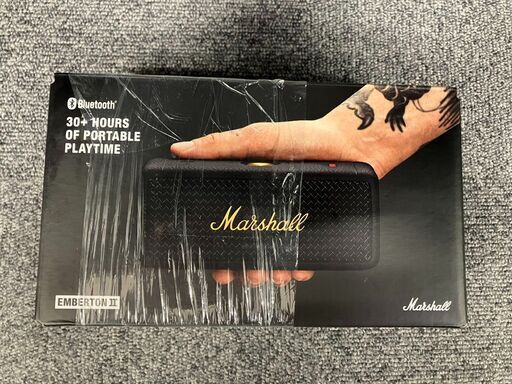 Bluetooth®
30+ HOURS
OF PORTABLE
PLAYTIME
Marshall
EMBERTON II
Marshall